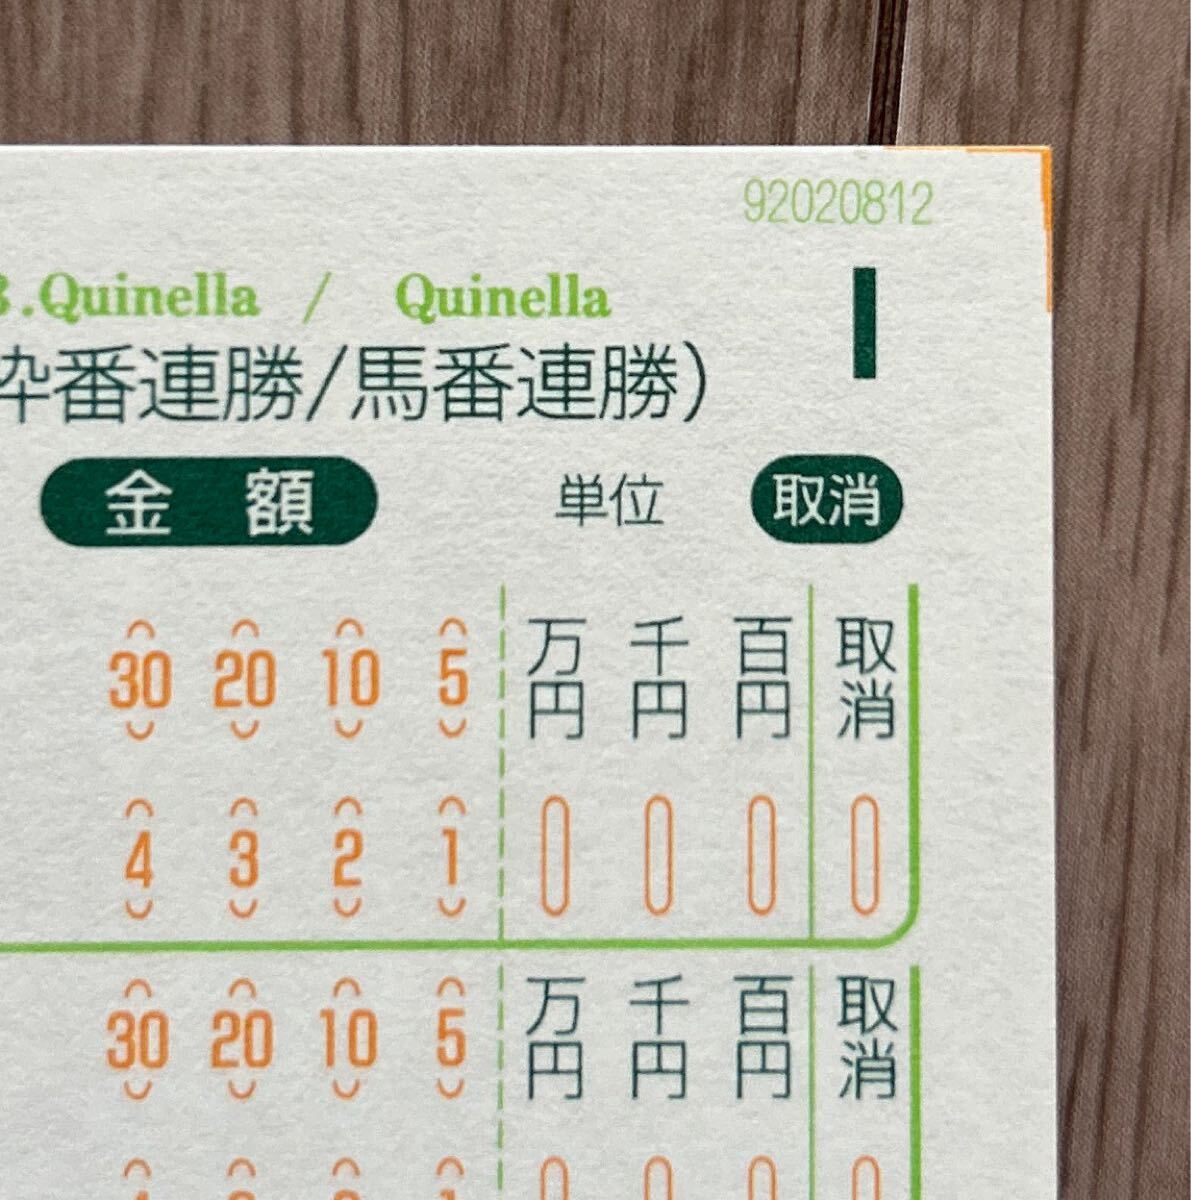 92020812
.Quinella / Quinella
枠番連勝/馬番連勝)
金額 単位 取消
30 20 10 5 万円 千円 百円 取消
4 3 2 1
30 20 10 5 万円 千円 百円 取消